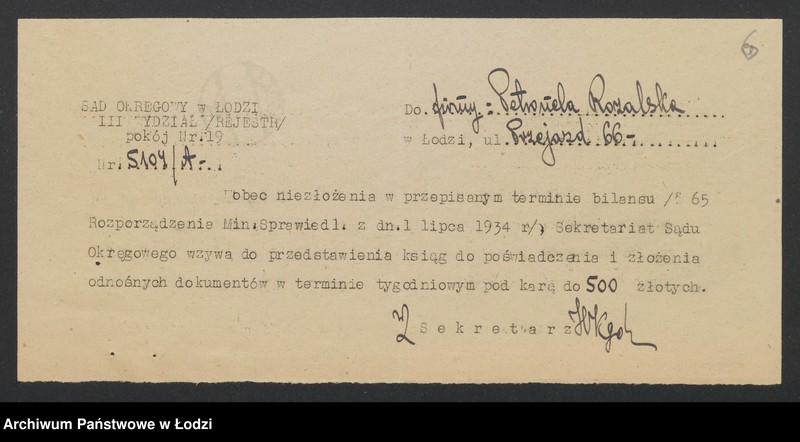 6
SĄD OKRĘGOWY w ŁODZI
III WYDZIAŁ /REJESTR/
pokój Nr.19
Nr. 5104/A-.
Do firmy: Petronela Rozalska
w Łodzi, ul. Przejazd 66-
Wobec niezłożenia w przepisanym terminie bilansu /§ 65
Rozporządzenia Min.Sprawiedl. z dn.1 lipca 1934 r/, Sekretariat Sądu
Okręgowego wzywa do przedstawienia ksiąg do poświadczenia i złożenia
odnośnych dokumentów w terminie tygodniowym pod karą do 500 złotych.
Sekretarz
Archiwum Państwowe w Łodzi